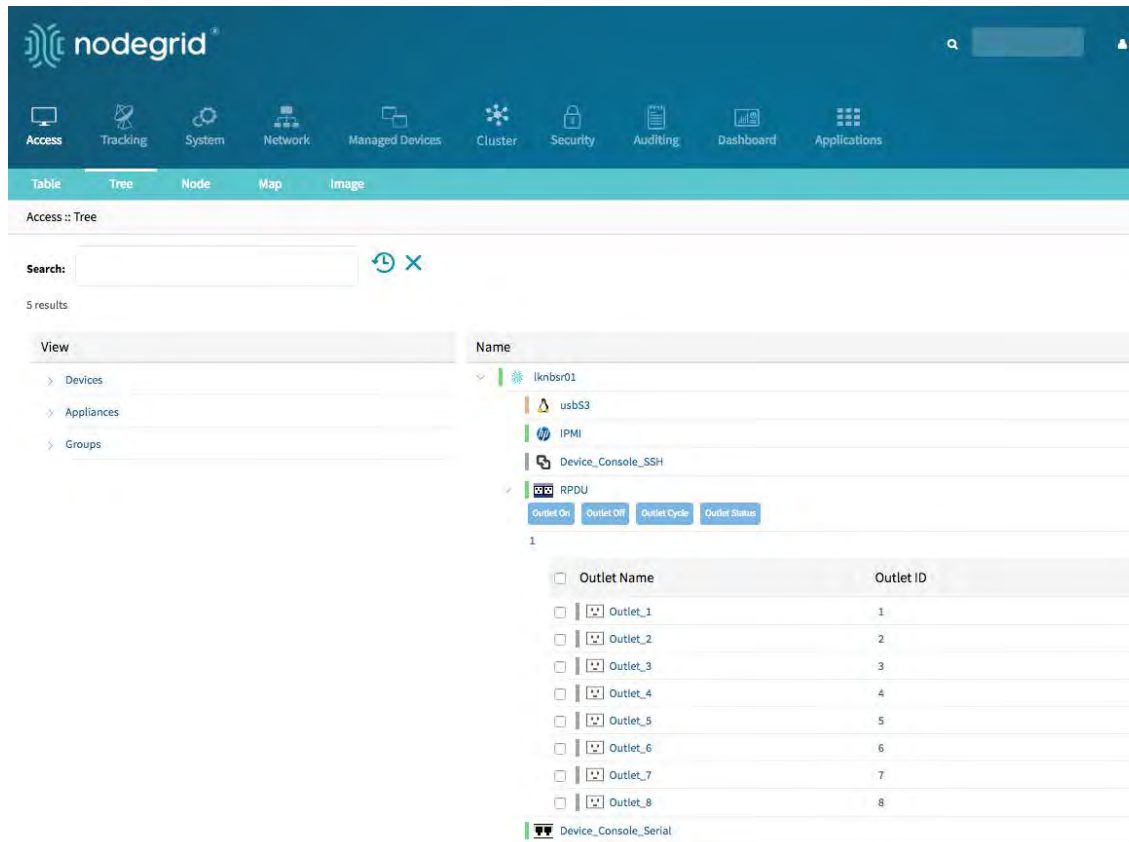 nodegrid®
Access Tracking System Network Managed Devices Cluster Security Auditing Dashboard Applications
Table Tree Node Map Image
Access :: Tree
Search:
5 results
View Name
Devices lknbsr01
Appliances usbS3
Groups IPMI
Device_Console_SSH
RPDU
Outlet On Outlet Off Outlet Cycle Outlet Status
1
Outlet Name Outlet ID
Outlet_1 1
Outlet_2 2
Outlet_3 3
Outlet_4 4
Outlet_5 5
Outlet_6 6
Outlet_7 7
Outlet_8 8
Device_Console_Serial